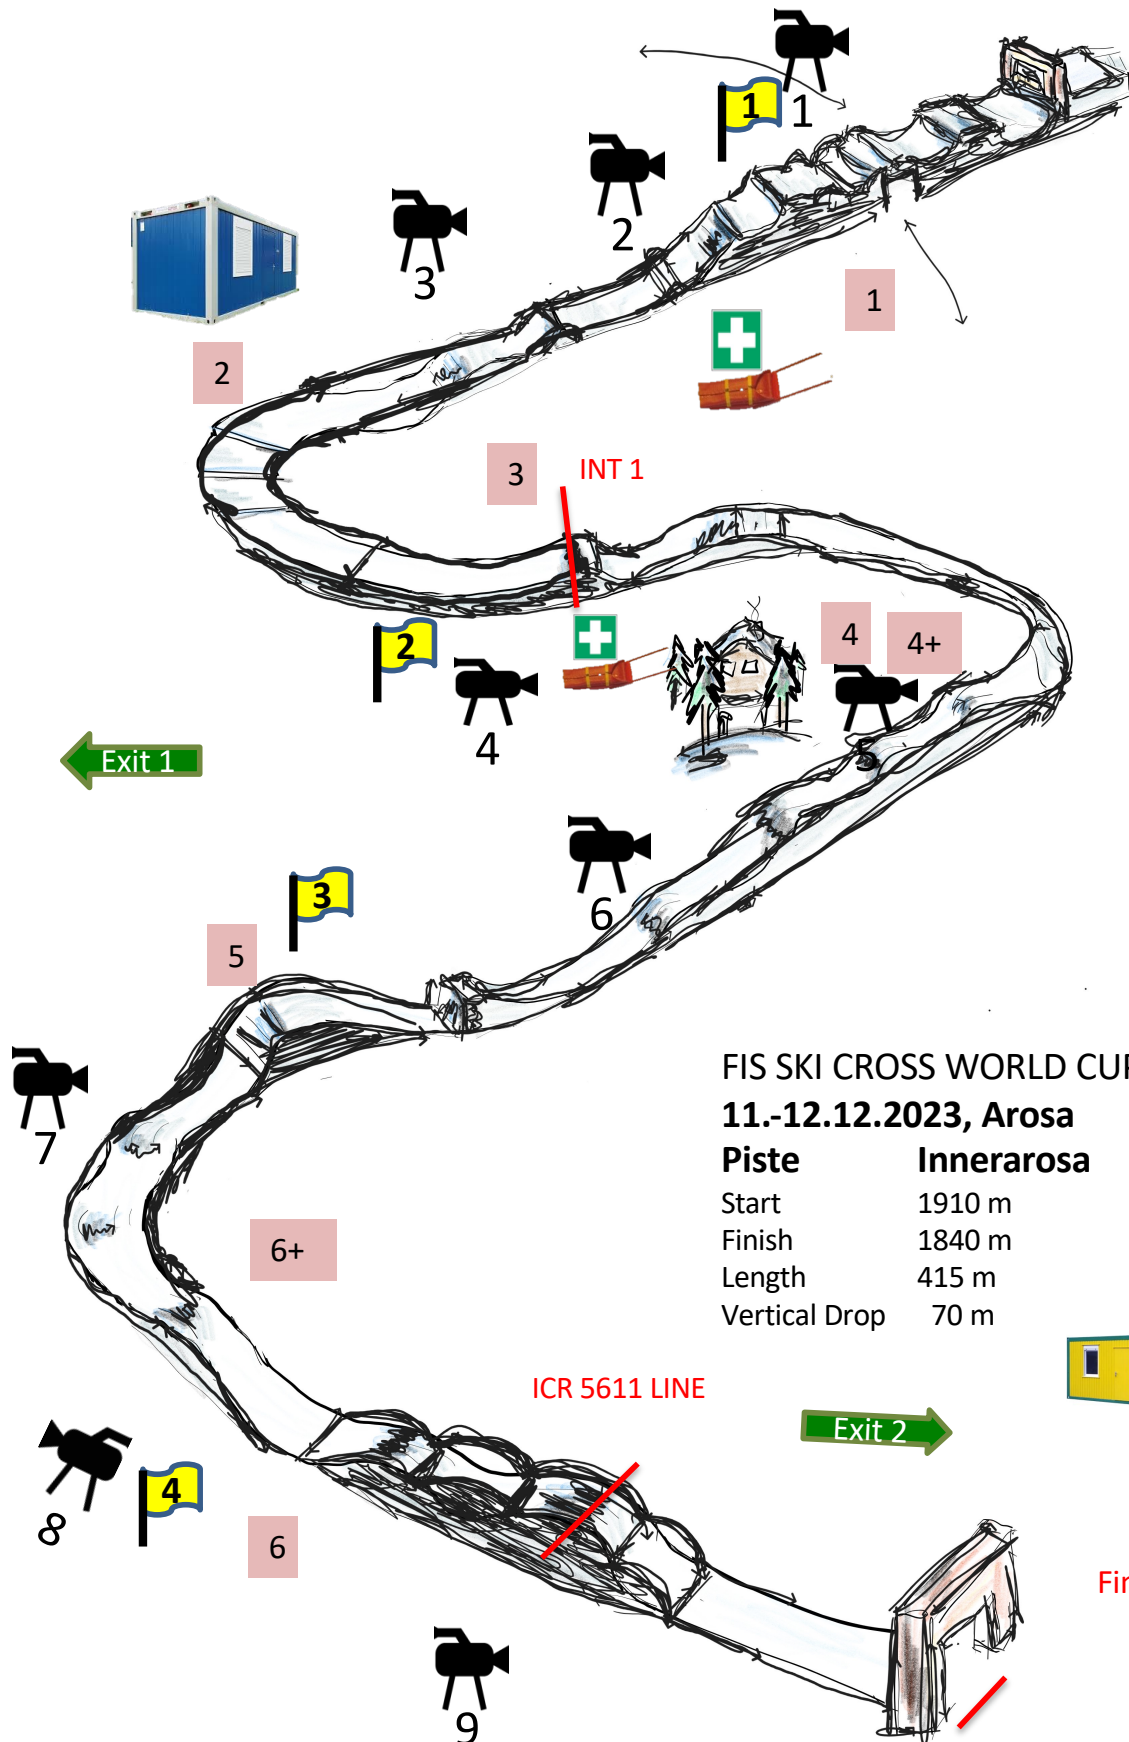 1
1
2
3
1
2
3
INT 1
2
4
4+
4
5
Exit 1
6
3
5
FIS SKI CROSS WORLD CUP
11.-12.12.2023, Arosa
Piste Innerarosa
Start 1910 m
Finish 1840 m
Length 415 m
Vertical Drop 70 m
7
6+
ICR 5611 LINE
Exit 2
8
4
6
Fin
9